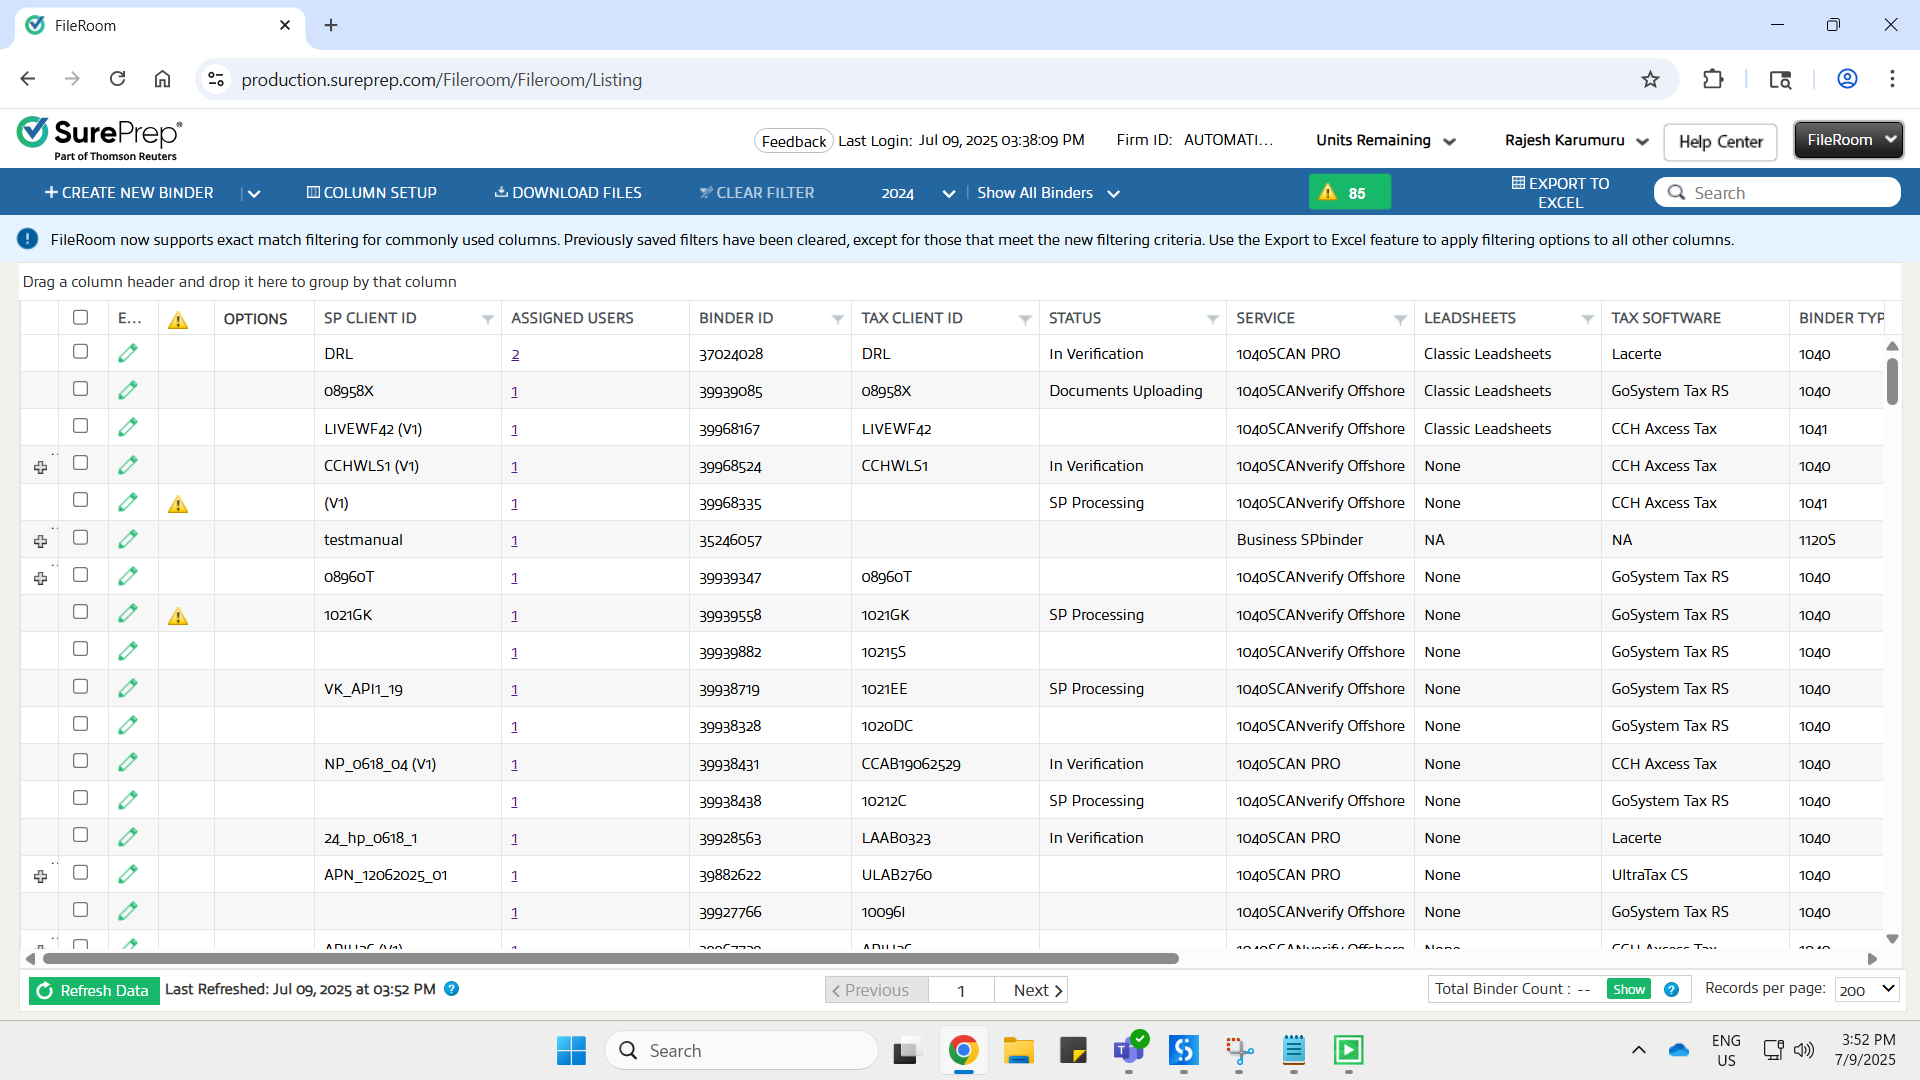 FileRoom
production.sureprep.com/Fileroom/Fileroom/Listing
SurePrep®
Part of Thomson Reuters
Feedback Last Login: Jul 09, 2025 03:38:09 PM Firm ID: AUTOMATI... Units Remaining Rajesh Karumuru Help Center FileRoom
CREATE NEW BINDER COLUMN SETUP DOWNLOAD FILES CLEAR FILTER 2024 Show All Binders 85 EXPORT TO EXCEL Search
FileRoom now supports exact match filtering for commonly used columns. Previously saved filters have been cleared, except for those that meet the new filtering criteria. Use the Export to Excel feature to apply filtering options to all other columns.
Drag a column header and drop it here to group by that column
E... OPTIONS SP CLIENT ID ASSIGNED USERS BINDER ID TAX CLIENT ID STATUS SERVICE LEADSHEETS TAX SOFTWARE BINDER TYP
DRL 2 37024028 DRL In Verification 1040SCAN PRO Classic Leadsheets Lacerte 1040
08958X 1 39939085 08958X Documents Uploading 1040SCANverify Offshore Classic Leadsheets GoSystem Tax RS 1040
LIVEWF42 (V1) 1 39968167 LIVEWF42 1040SCANverify Offshore Classic Leadsheets CCH Axcess Tax 1041
CCHWLS1 (V1) 1 39968524 CCHWLS1 In Verification 1040SCANverify Offshore None CCH Axcess Tax 1040
(V1) 1 39968335 SP Processing 1040SCANverify Offshore None CCH Axcess Tax 1041
testmanual 1 35246057 Business SPbinder NA NA 1120S
08960T 1 39939347 08960T 1040SCANverify Offshore None GoSystem Tax RS 1040
1021GK 1 39939558 1021GK SP Processing 1040SCANverify Offshore None GoSystem Tax RS 1040
1 39939882 10215S 1040SCANverify Offshore None GoSystem Tax RS 1040
VK_API1_19 1 39938719 1021EE SP Processing 1040SCANverify Offshore None GoSystem Tax RS 1040
1 39938328 1020DC 1040SCANverify Offshore None GoSystem Tax RS 1040
NP_0618_04 (V1) 1 39938431 CCAB19062529 In Verification 1040SCAN PRO None CCH Axcess Tax 1040
1 39938438 10212C SP Processing 1040SCANverify Offshore None GoSystem Tax RS 1040
24_hp_0618_1 1 39928563 LAAB0323 In Verification 1040SCAN PRO None Lacerte 1040
APN_12062025_01 1 39882622 ULAB2760 1040SCAN PRO None UltraTax CS 1040
1 39927766 10096I 1040SCANverify Offshore None GoSystem Tax RS 1040
Refresh Data Last Refreshed: Jul 09, 2025 at 03:52 PM Previous 1 Next Total Binder Count : -- Show Records per page: 200
Search ENG US 3:52 PM 7/9/2025